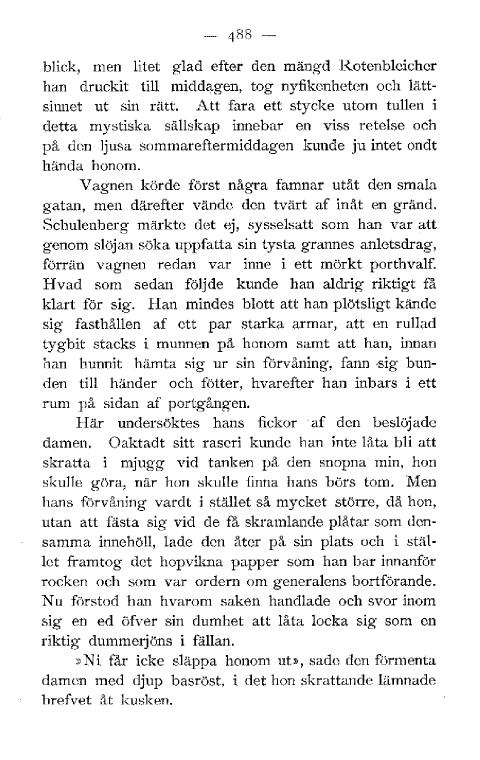 — 488 —
blick, men litet glad efter den mängd Rotenbleicher
han druckit till middagen, tog nyfikenheten och lätt-
sinnet ut sin rätt. Att fara ett stycke utom tullen i
detta mystiska sällskap innebar en viss retelse och
på den ljusa sommareftermiddagen kunde ju intet ondt
hända honom.
Vagnen körde först några famnar utåt den smala
gatan, men därefter vände den tvärt af inåt en gränd.
Schulenberg märkte det ej, sysselsatt som han var att
genom slöjan söka uppfatta sin tysta grannes anletsdrag,
förrän vagnen redan var inne i ett mörkt porthvalf.
Hvad som sedan följde kunde han aldrig riktigt få
klart för sig. Han mindes blott att han plötsligt kände
sig fasthållen af ett par starka armar, att en rullad
tygbit stacks i munnen på honom samt att han, innan
han hunnit hämta sig ur sin förvåning, fann sig bun-
den till händer och fötter, hvarefter han inbars i ett
rum på sidan af portgången.
Här undersöktes hans fickor af den beslöjade
damen. Oaktadt sitt raseri kunde han inte låta bli att
skratta i mjugg vid tanken på den snopna min, hon
skulle göra, när hon skulle finna hans börs tom. Men
hans förvåning vardt i stället så mycket större, då hon,
utan att fästa sig vid de få skramlande plåtar som den-
samma innehöll, lade den åter på sin plats och i stäl-
let framtog det hopvikna papper som han bar innanför
rocken och som var ordern om generalens bortförande.
Nu förstod han hvarom saken handlade och svor inom
sig en ed öfver sin dumhet att låta locka sig som en
riktig dummerjöns i fällan.
»Ni får icke släppa honom ut», sade den förmenta
damen med djup basröst, i det hon skrattande lämnade
brefvet åt kusken.